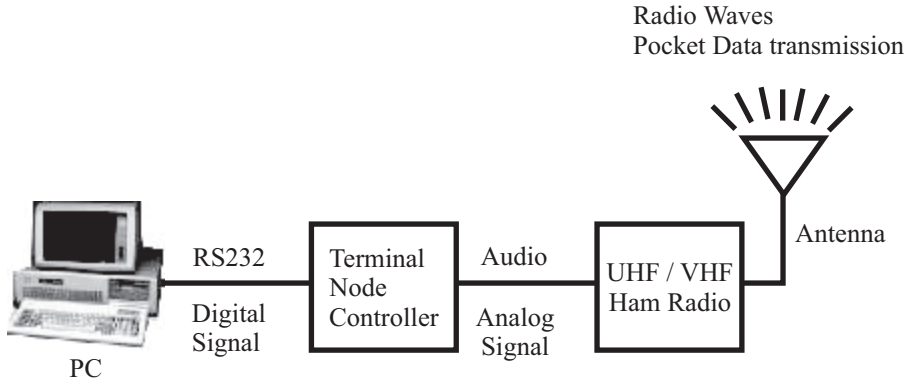 Radio Waves
Pocket Data transmission
RS232
Digital
Signal
PC
Terminal
Node
Controller
Audio
Analog
Signal
UHF / VHF
Ham Radio
Antenna